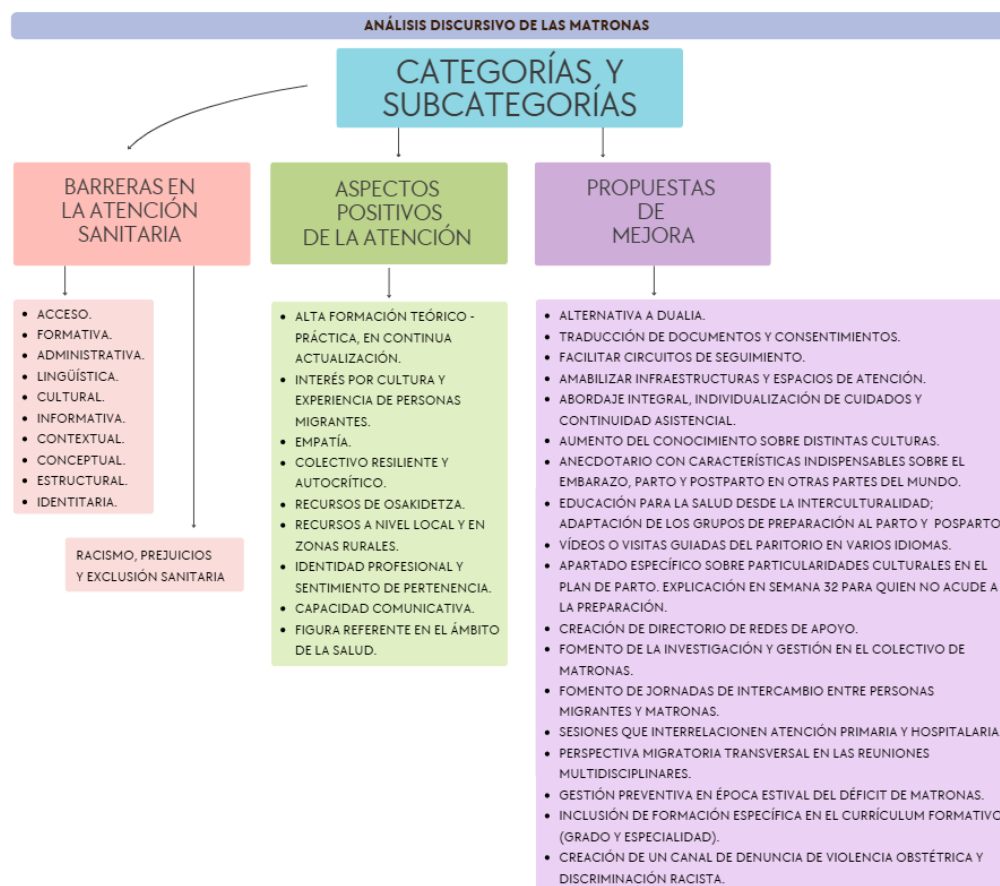 ANÁLISIS DISCURSIVO DE LAS MATRONAS
CATEGORÍAS Y
SUBCATEGORÍAS
BARRERAS EN
LA ATENCIÓN
SANITARIA
• ACCESO.
• FORMATIVA.
• ADMINISTRATIVA.
• LINGÜÍSTICA.
• CULTURAL.
• INFORMATIVA.
• CONTEXTUAL.
• CONCEPTUAL.
• ESTRUCTURAL.
• IDENTITARIA.
RACISMO, PREJUICIOS
Y EXCLUSIÓN SANITARIA
ASPECTOS
POSITIVOS
DE LA ATENCIÓN
• ALTA FORMACIÓN TEÓRICO -
PRÁCTICA, EN CONTINUA
ACTUALIZACIÓN.
• INTERÉS POR CULTURA Y
EXPERIENCIA DE PERSONAS
MIGRANTES.
• EMPATÍA.
• COLECTIVO RESILIENTE Y
AUTOCRÍTICO.
• RECURSOS DE OSAKIDETZA.
• RECURSOS A NIVEL LOCAL Y EN
ZONAS RURALES.
• IDENTIDAD PROFESIONAL Y
SENTIMIENTO DE PERTENENCIA.
• CAPACIDAD COMUNICATIVA.
• FIGURA REFERENTE EN EL ÁMBITO
DE LA SALUD.
PROPUESTAS
DE
MEJORA
• ALTERNATIVA A DUALIA.
• TRADUCCIÓN DE DOCUMENTOS Y CONSENTIMIENTOS.
• FACILITAR CIRCUITOS DE SEGUIMIENTO.
• AMABILIZAR INFRAESTRUCTURAS Y ESPACIOS DE ATENCIÓN.
• ABORDAJE INTEGRAL, INDIVIDUALIZACIÓN DE CUIDADOS Y
CONTINUIDAD ASISTENCIAL.
• AUMENTO DEL CONOCIMIENTO SOBRE DISTINTAS CULTURAS.
• ANECDOTARIO CON CARACTERÍSTICAS INDISPENSABLES SOBRE EL
EMBARAZO, PARTO Y POSTPARTO EN OTRAS PARTES DEL MUNDO.
• EDUCACIÓN PARA LA SALUD DESDE LA INTERCULTURALIDAD;
ADAPTACIÓN DE LOS GRUPOS DE PREPARACIÓN AL PARTO Y POSPARTO
• VÍDEOS O VISITAS GUIADAS DEL PARITORIO EN VARIOS IDIOMAS.
• APARTADO ESPECÍFICO SOBRE PARTICULARIDADES CULTURALES EN EL
PLAN DE PARTO. EXPLICACIÓN EN SEMANA 32 PARA QUIEN NO ACUDE A
LA PREPARACIÓN.
• CREACIÓN DE DIRECTORIO DE REDES DE APOYO.
• FOMENTO DE LA INVESTIGACIÓN Y GESTIÓN EN EL COLECTIVO DE
MATRONAS.
• FOMENTO DE JORNADAS DE INTERCAMBIO ENTRE PERSONAS
MIGRANTES Y MATRONAS.
• SESIONES QUE INTERRELACIONEN ATENCIÓN PRIMARIA Y HOSPITALARIA
• PERSPECTIVA MIGRATORIA TRANSVERSAL EN LAS REUNIONES
MULTIDISCIPLINARES.
• GESTIÓN PREVENTIVA EN ÉPOCA ESTIVAL DEL DÉFICIT DE MATRONAS.
• INCLUSIÓN DE FORMACIÓN ESPECÍFICA EN EL CURRÍCULUM FORMATIVO
(GRADO Y ESPECIALIDAD).
• CREACIÓN DE UN CANAL DE DENUNCIA DE VIOLENCIA OBSTÉTRICA Y
DISCRIMINACIÓN RACISTA.